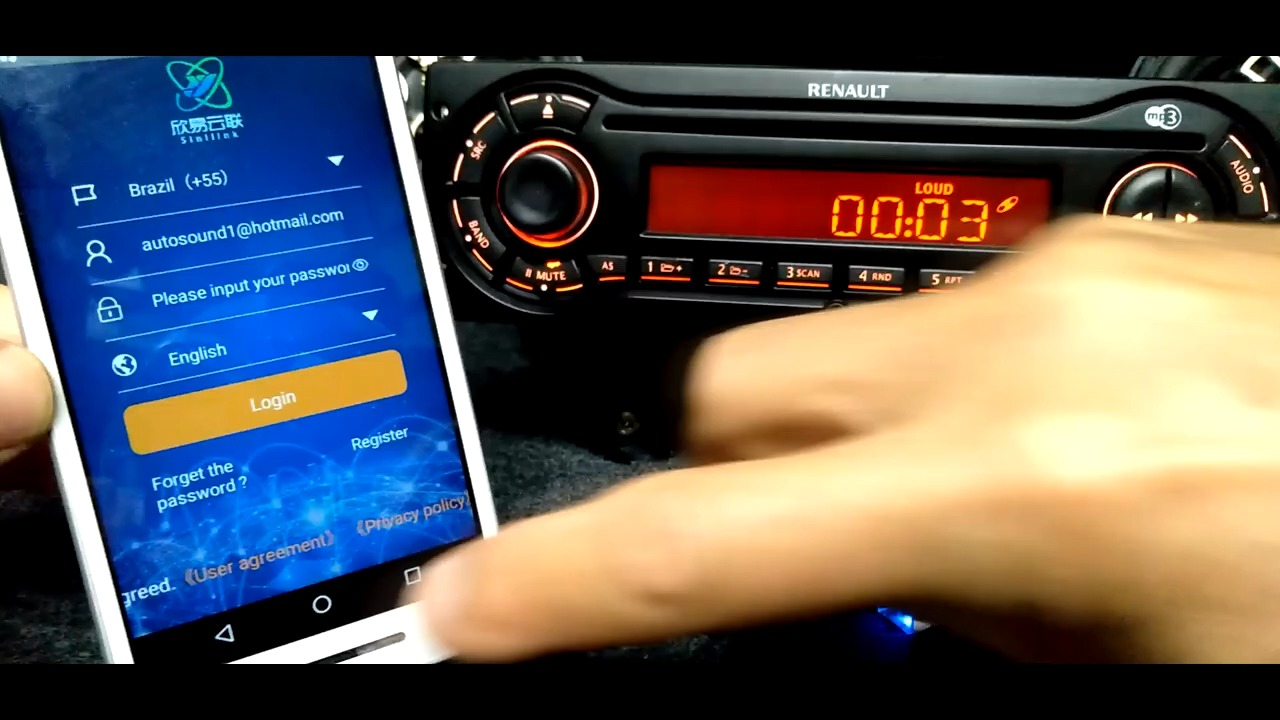 欣易云联
Sinilink
Brazil (+55)
autosound1@hotmail.com
Please input your passwor
English
Login
Register
Forget the
password ?
greed. 《User agreement》 《Privacy policy》
RENAULT
mp3
SRC
AUDIO
LOUD
00:03
BAND
MUTE
AS
1 +
2 -
3 SCAN
4 RND
5 RPT